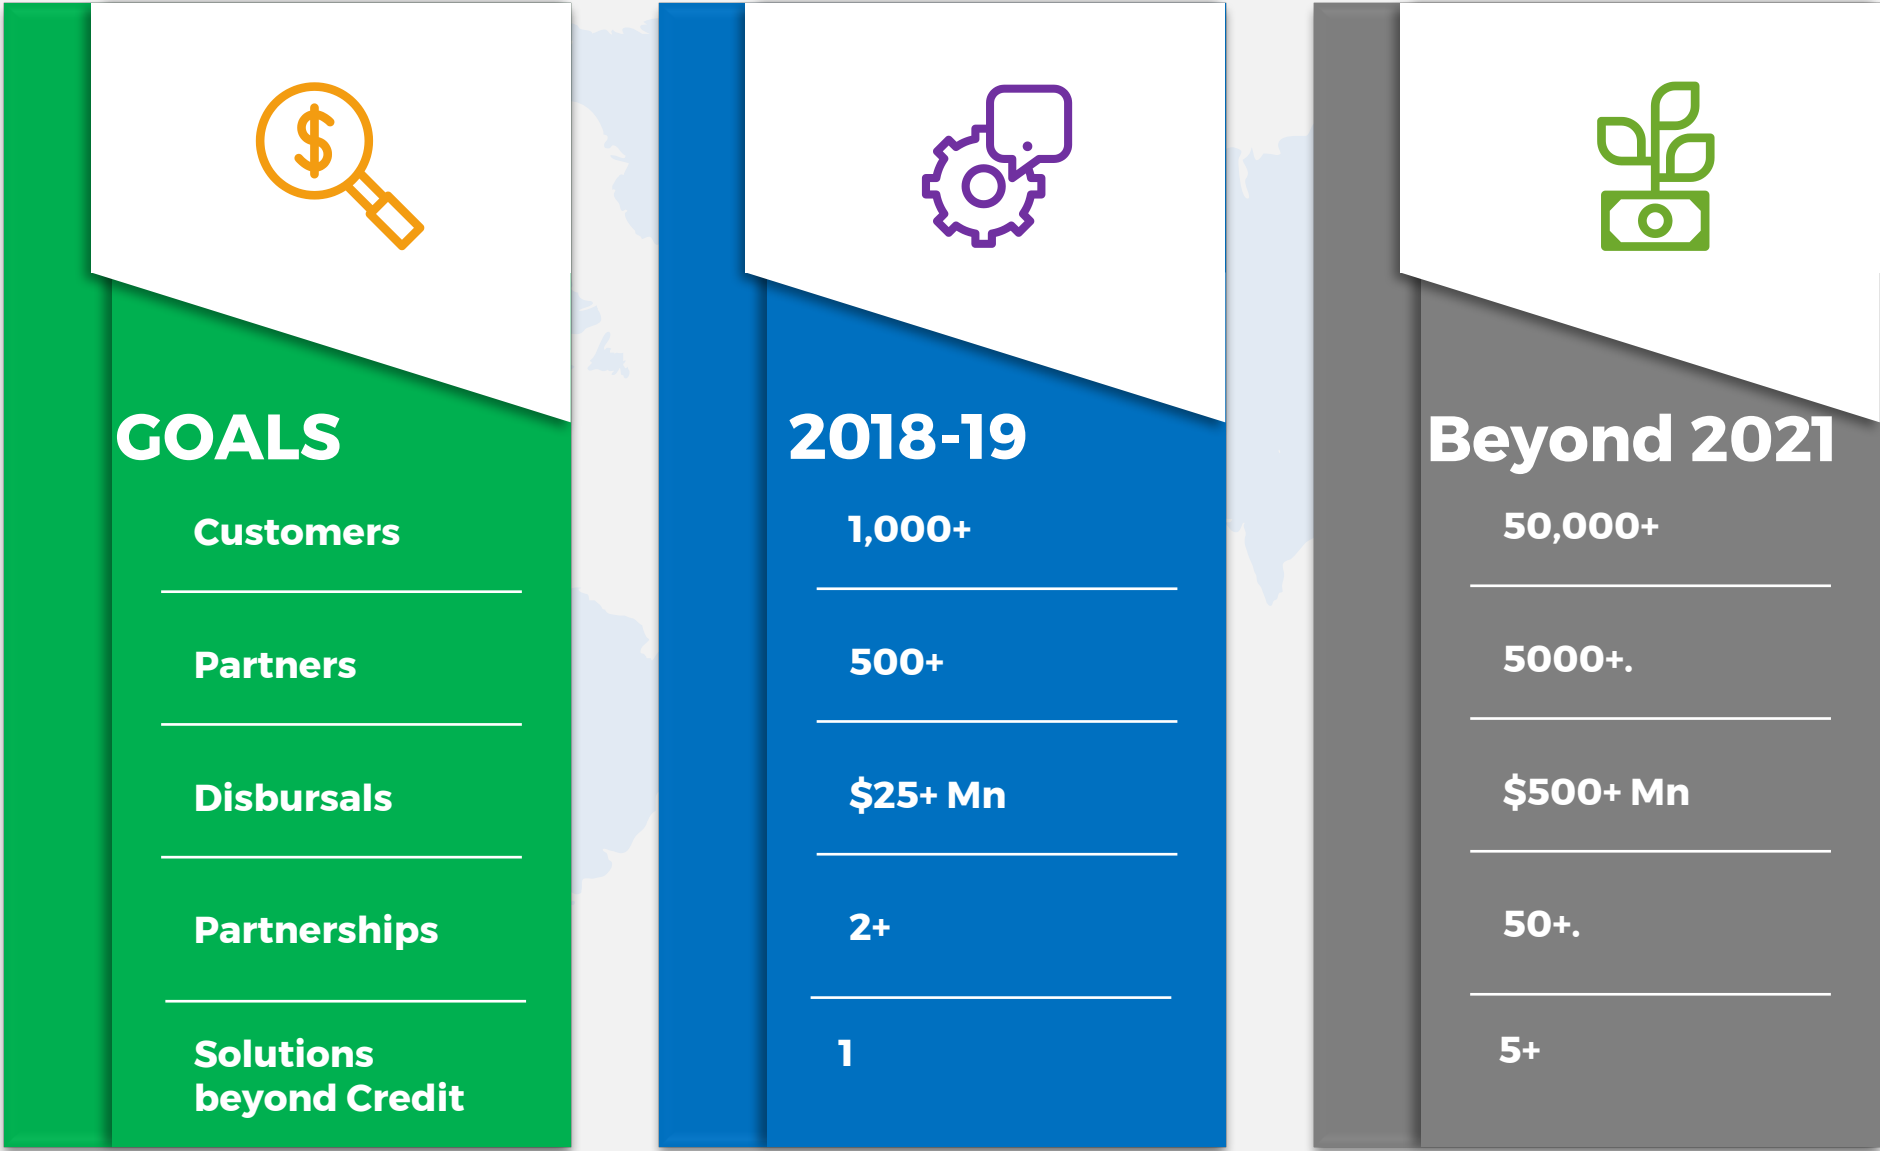 GOALS
Customers
Partners
Disbursals
Partnerships
Solutions
beyond Credit
2018-19
1,000+
500+
$25+ Mn
2+
1
Beyond 2021
50,000+
5000+.
$500+ Mn
50+.
5+